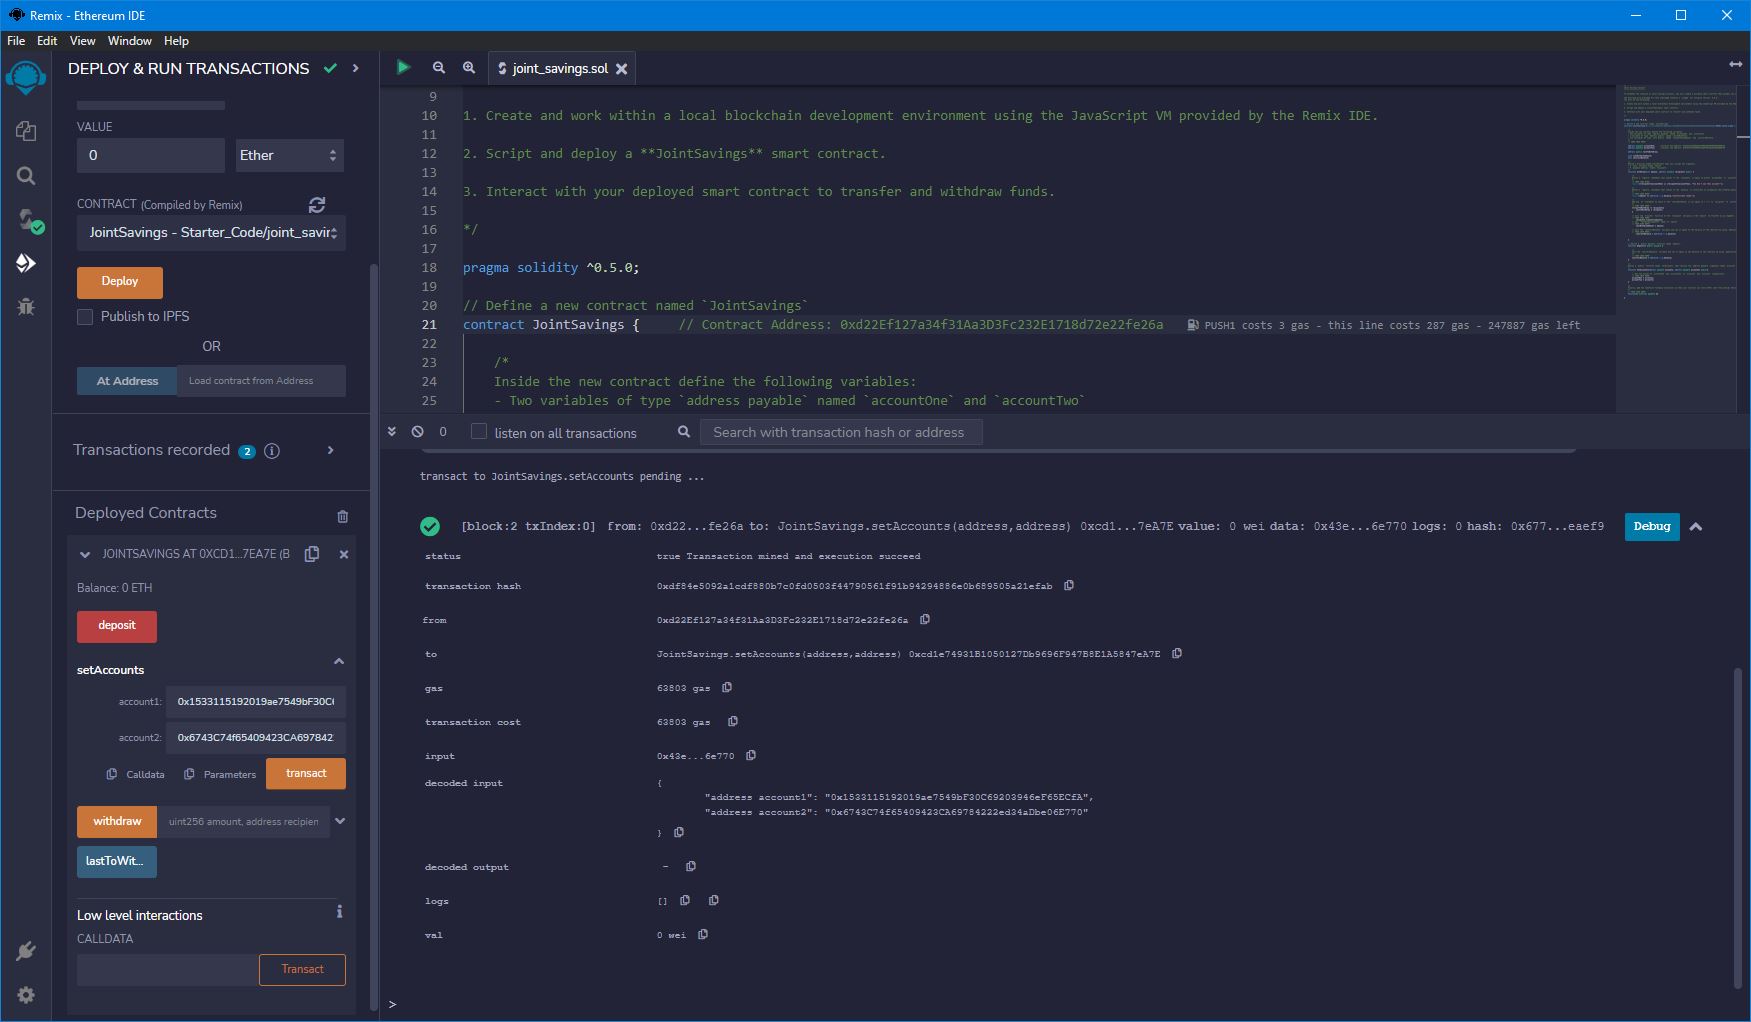 Remix - Ethereum IDE
File Edit View Window Help
DEPLOY & RUN TRANSACTIONS
VALUE
0 Ether
CONTRACT (Compiled by Remix)
JointSavings - Starter_Code/joint_savin
Deploy
Publish to IPFS
OR
At Address Load contract from Address
Transactions recorded 2 i
Deployed Contracts
JOINTSAVINGS AT 0XCD1...7EA7E (B
Balance: 0 ETH
deposit
setAccounts
account1: 0x1533115192019ae7549bF30C
account2: 0x6743C74f65409423CA697842
Calldata Parameters transact
withdraw uint256 amount, address recipien
lastToWit...
Low level interactions i
CALLDATA
Transact
joint_savings.sol
9
10 1. Create and work within a local blockchain development environment using the JavaScript VM provided by the Remix IDE.
11
12 2. Script and deploy a **JointSavings** smart contract.
13
14 3. Interact with your deployed smart contract to transfer and withdraw funds.
15
16 */
17
18 pragma solidity ^0.5.0;
19
20 // Define a new contract named `JointSavings`
21 contract JointSavings { // Contract Address: 0xd22Ef127a34f31Aa3D3Fc232E1718d72e22fe26a PUSH1 costs 3 gas - this line costs 287 gas - 247887 gas left
22
23 /*
24 Inside the new contract define the following variables:
25 - Two variables of type `address payable` named `accountOne` and `accountTwo`
0 listen on all transactions Search with transaction hash or address
transact to JointSavings.setAccounts pending ...
[block:2 txIndex:0] from: 0xd22...fe26a to: JointSavings.setAccounts(address,address) 0xcd1...7eA7E value: 0 wei data: 0x43e...6e770 logs: 0 hash: 0x677...eaef9 Debug
status true Transaction mined and execution succeed
transaction hash 0xdf84e5092a1cdf880b7c0fd0503f44790561f91b94294886e0b689505a21efab
from 0xd22Ef127a34f31Aa3D3Fc232E1718d72e22fe26a
to JointSavings.setAccounts(address,address) 0xcd1e74931B1050127Db9696F947B8E1A5847eA7E
gas 63803 gas
transaction cost 63803 gas
input 0x43e...6e770
decoded input {
"address account1": "0x1533115192019ae7549bF30C69203946eF65ECfA",
"address account2": "0x6743C74f65409423CA69784222ed34aDbe06E770"
}
decoded output -
logs []
val 0 wei
>